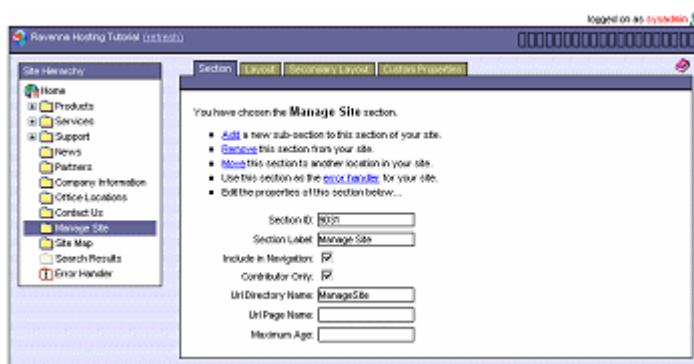 logged on as sysadmin
Ravenna Hosting Tutorial (refresh)
Site Hierarchy
Home
Products
Services
Support
News
Partners
Company Information
Office Locations
Contact Us
Manage Site
Site Map
Search Results
Error Handler
Section Layout Secondary Layout Custom Properties
You have chosen the Manage Site section.
Add a new sub-section to this section of your site.
Remove this section from your site.
Move this section to another location in your site.
Use this section as the error handler for your site.
Edit the properties of this section below...
Section ID:
Section Label: Manage Site
Include in Navigation:
Contributor Only:
Url Directory Name: ManageSite
Url Page Name:
Maximum Age: